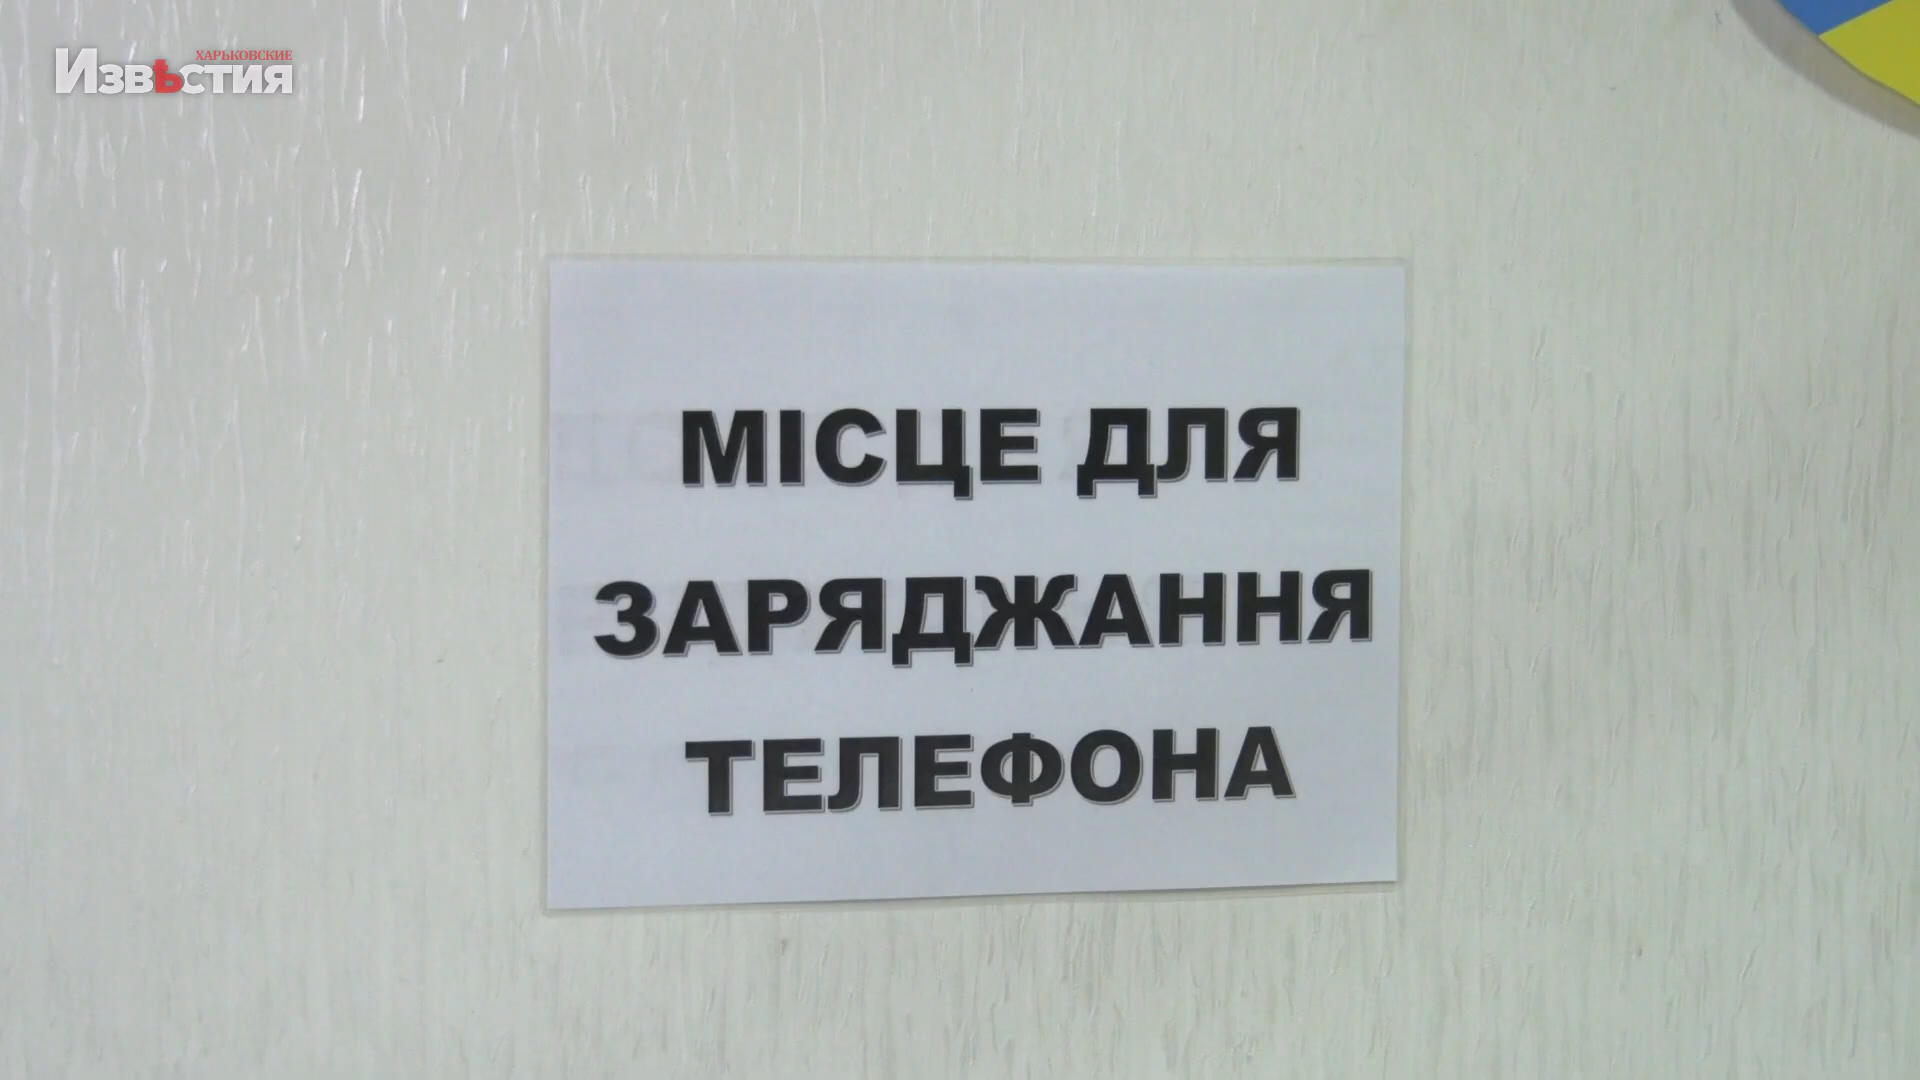 ХАРЬКОВСКИЕ
ИзвѢстия
МІСЦЕ ДЛЯ
ЗАРЯДЖАННЯ
ТЕЛЕФОНА